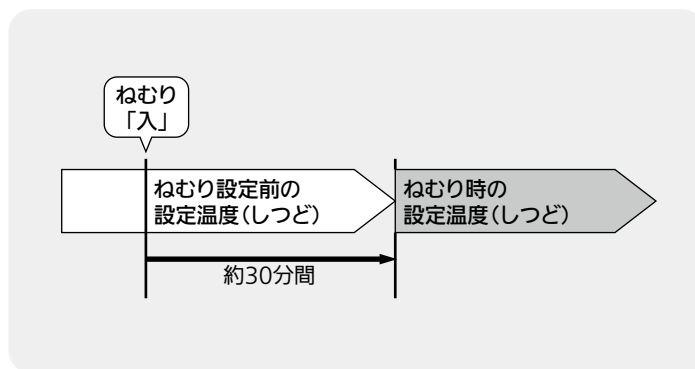 ねむり
「入」
ねむり設定前の
設定温度（しつど）
ねむり時の
設定温度（しつど）
約30分間